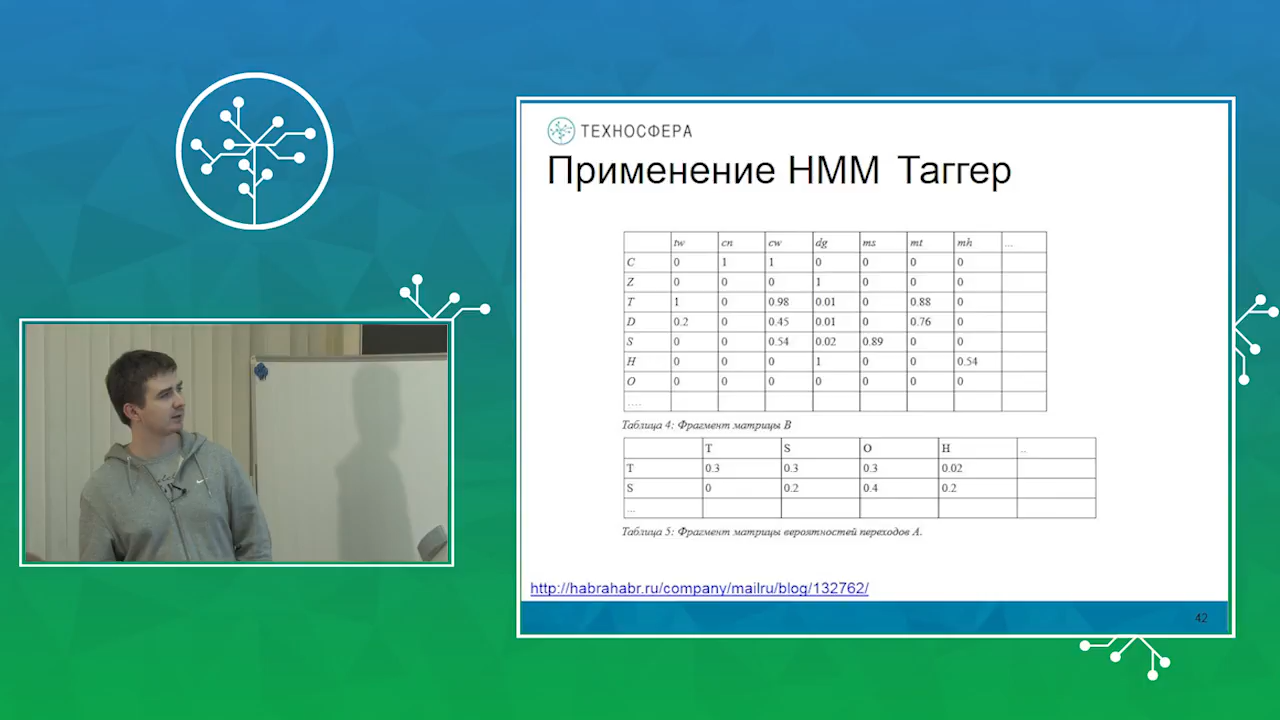 ТЕХНОСФЕРА
Применение HMM Таггер
tw cn cw dg ms mt mh ...
C 0 1 1 0 0 0 0
Z 0 0 0 1 0 0 0
T 1 0 0.98 0.01 0 0.88 0
D 0.2 0 0.45 0.01 0 0.76 0
S 0 0 0.54 0.02 0.89 0 0
H 0 0 0 1 0 0 0.54
O 0 0 0 0 0 0 0
....
Таблица 4: Фрагмент матрицы B
T S O H ..
T 0.3 0.3 0.3 0.02
S 0 0.2 0.4 0.2
...
Таблица 5: Фрагмент матрицы вероятностей переходов A.
http://habrahabr.ru/company/mailru/blog/132762/
42